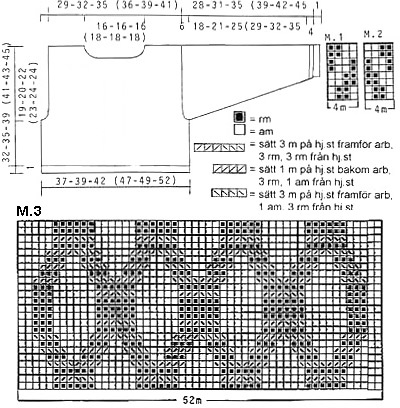 29-32-35 (36-39-41)
28-31-35 (39-42-45
1
16-16-16
(18-18-18)
6
18-21-25(29-32-35
4
M.1
M.2
32-35-39 (41-43-45)
19-20-22
(23-24-24)
1
4m
4m
= rm
= am
= sätt 3 m på hj.st framför arb,
3 rm, 3 rm från hj.st
= sätt 1 m på hj.st bakom arb,
3 rm, 1 am från hj.st
= sätt 3 m på hj.st framför arb,
1 am, 3 rm från hj.st
37-39-42 (47-49-52)
M.3
52m